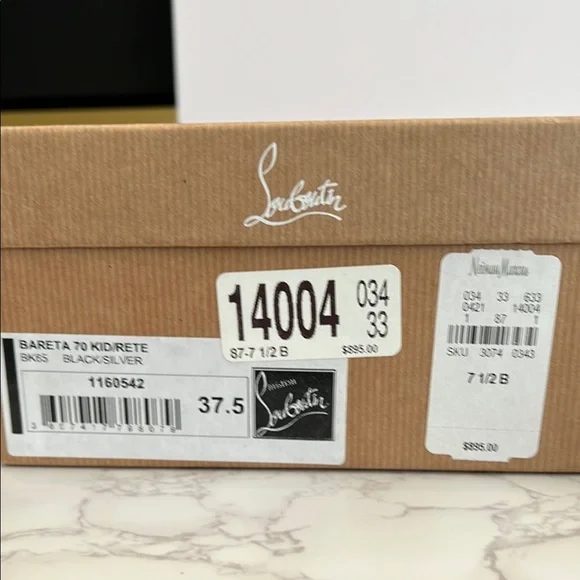 Louboutin
14004 034
33
87-7 1/2 B $895.00
Neiman Marcus
034 33 633
0421 14004
1 87 1
SKU 3074 0343
7 1/2 B
$895.00
BARETA 70 KID/RETE
BK65 BLACK/SILVER
1160542
37.5
Christian
Louboutin